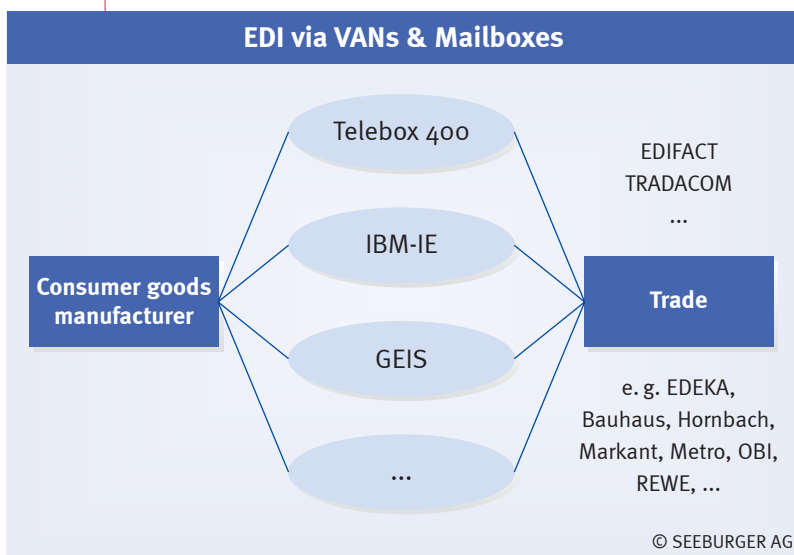 EDI via VANs & Mailboxes
Telebox 400
EDIFACT
TRADACOM
...
IBM-IE
Consumer goods
manufacturer
Trade
GEIS
e. g. EDEKA,
Bauhaus, Hornbach,
Markant, Metro, OBI,
REWE, ...
...
© SEEBURGER AG